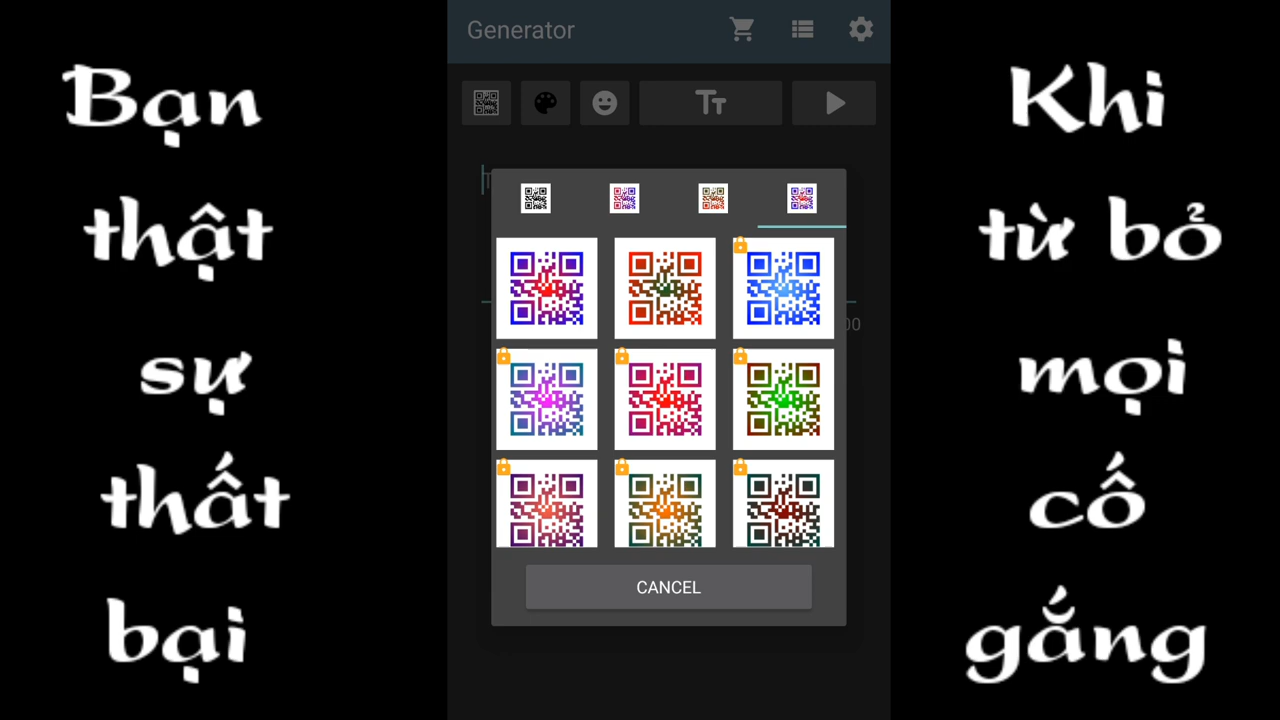 Bạn
thật
sự
thất
bại
Generator
CANCEL
Khi
từ bỏ
mọi
cố
gắng